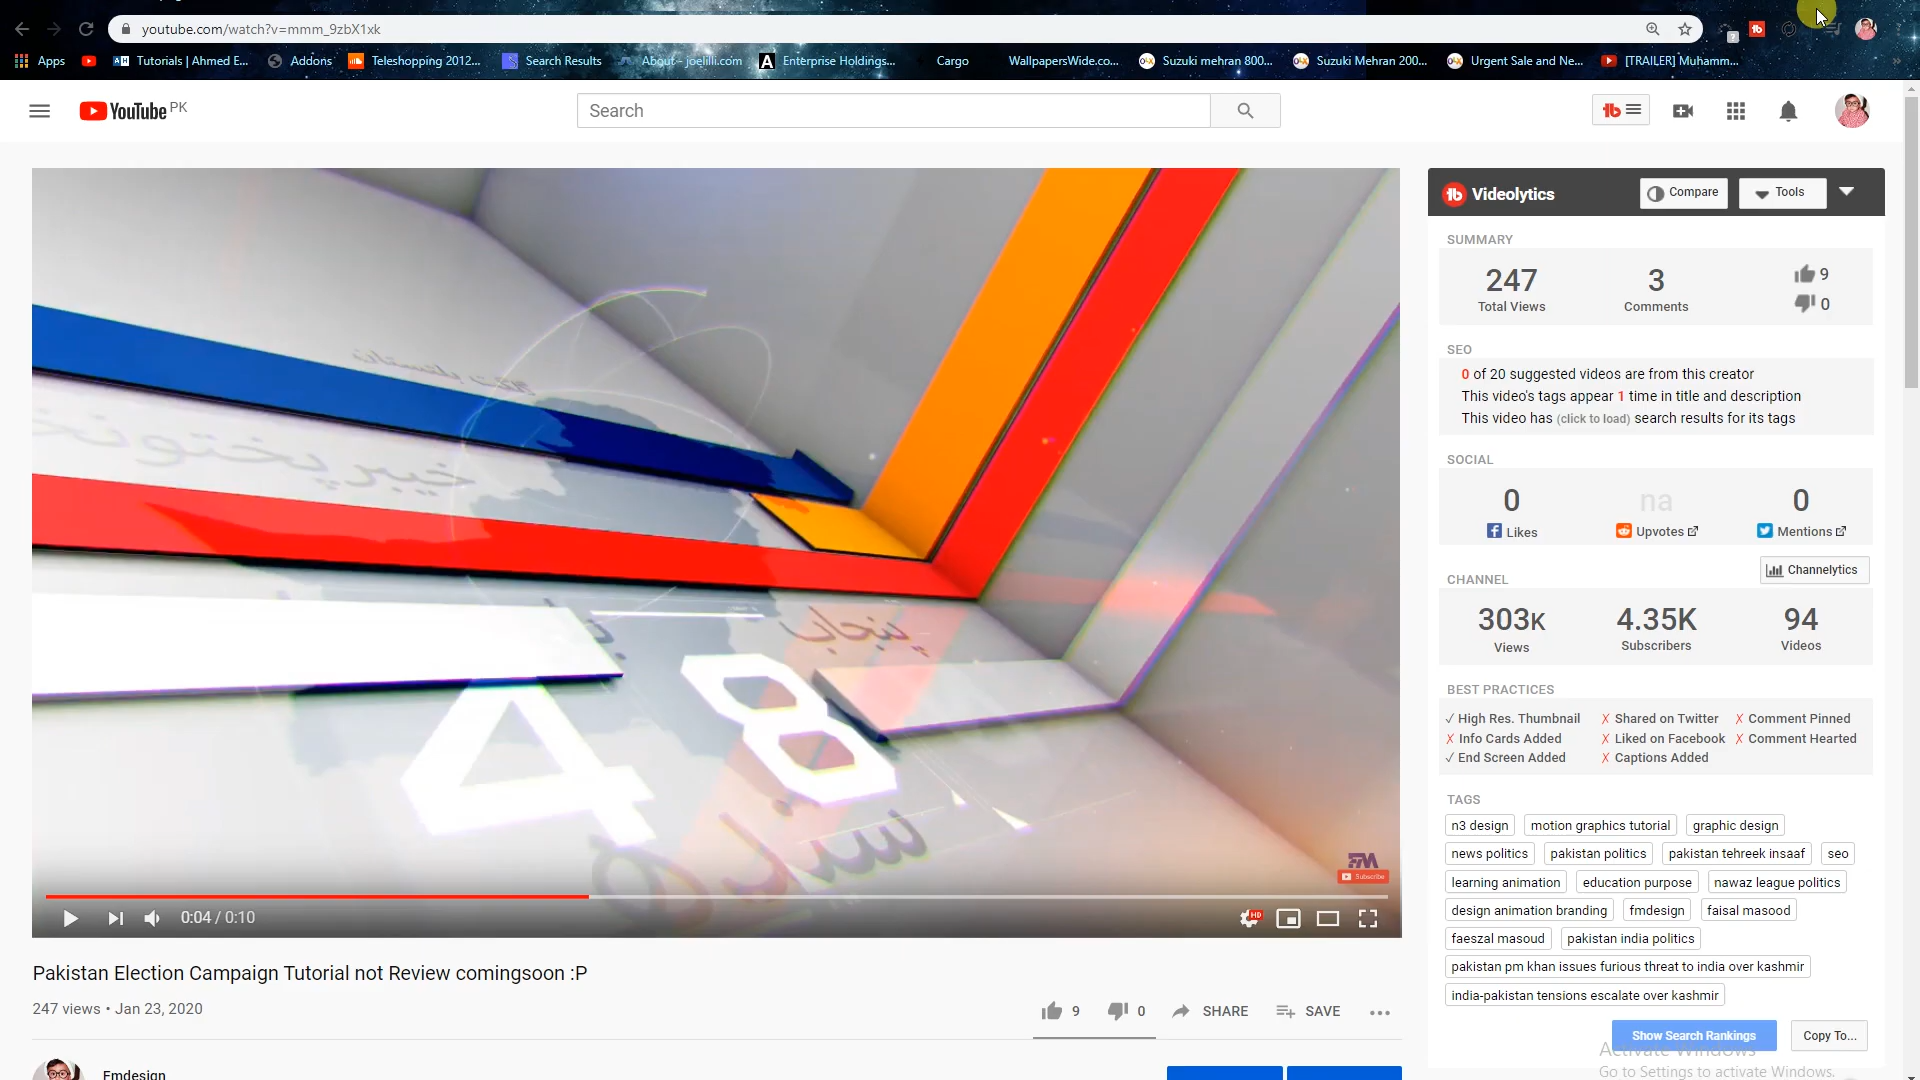 youtube.com/watch?v=mmm_9zbX1xk
Apps
Tutorials | Ahmed E...
Addons
Teleshopping 2012...
Search Results
About - joelilli.com
Enterprise Holdings...
Cargo
WallpapersWide.co...
Suzuki mehran 800...
Suzuki Mehran 200...
Urgent Sale and Ne...
[TRAILER] Muhamm...
YouTube PK
Search
Videolytics
Compare
Tools
SUMMARY
247
Total Views
3
Comments
9
0
SEO
0 of 20 suggested videos are from this creator
This video's tags appear 1 time in title and description
This video has (click to load) search results for its tags
SOCIAL
0
Likes
na
Upvotes
0
Mentions
CHANNEL
Channelytics
303K
Views
4.35K
Subscribers
94
Videos
BEST PRACTICES
✓ High Res. Thumbnail
✗ Shared on Twitter
✗ Comment Pinned
✗ Info Cards Added
✗ Liked on Facebook
✗ Comment Hearted
✓ End Screen Added
✗ Captions Added
TAGS
n3 design
motion graphics tutorial
graphic design
news politics
pakistan politics
pakistan tehreek insaaf
seo
learning animation
education purpose
nawaz league politics
design animation branding
fmdesign
faisal masood
faeszal masoud
pakistan india politics
pakistan pm khan issues furious threat to india over kashmir
india-pakistan tensions escalate over kashmir
Show Search Rankings
Copy To...
Activate Windows
Go to Settings to activate Windows.
پنجاب
48
سندھ
FM
Subscribe
0:04 / 0:10
HD
Pakistan Election Campaign Tutorial not Review comingsoon :P
247 views • Jan 23, 2020
9
0
SHARE
SAVE
Fmdesign